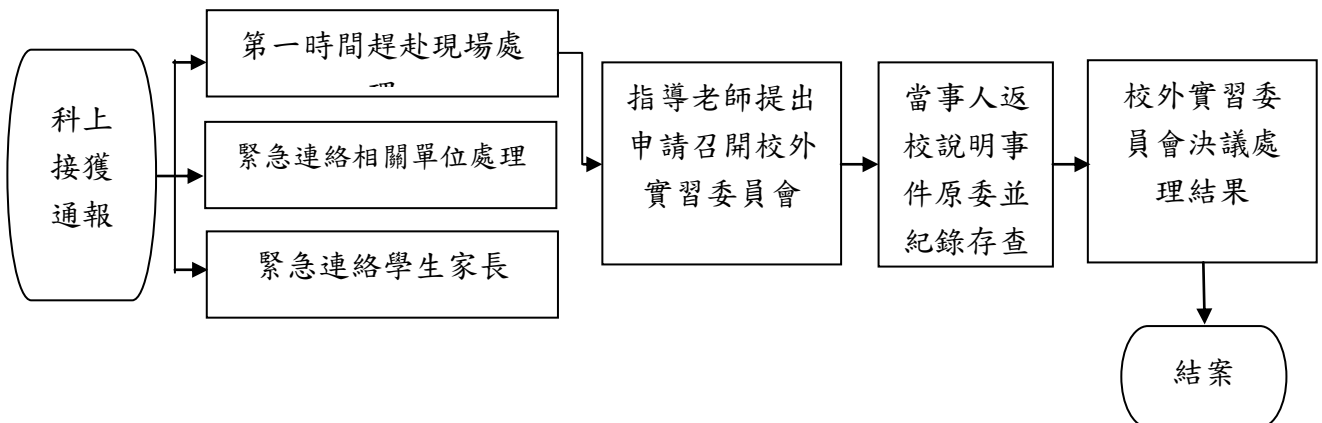 科上
接獲
通報
第一時間趕赴現場處
緊急連絡相關單位處理
緊急連絡學生家長
指導老師提出
申請召開校外
實習委員會
當事人返
校說明事
件原委並
紀錄存查
校外實習委
員會決議處
理結果
結案